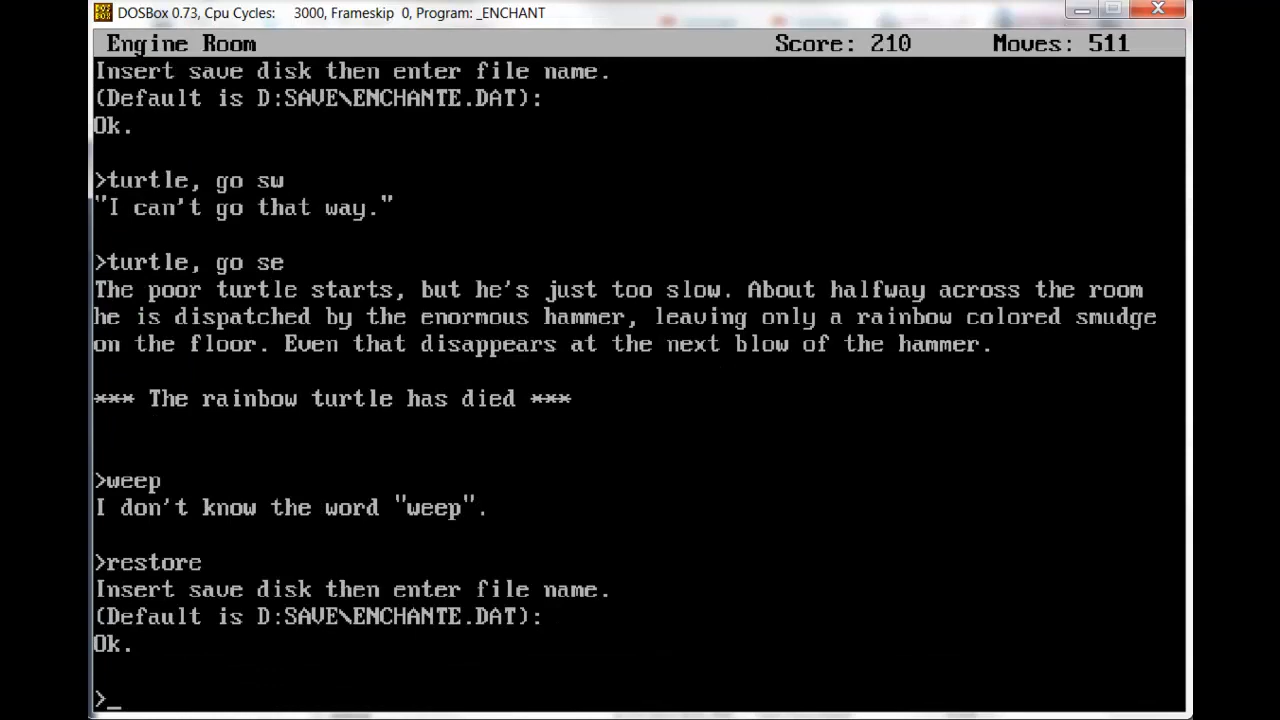 DOSBox 0.73, Cpu Cycles: 3000, Frameskip 0, Program: _ENCHANT
Engine Room Score: 210 Moves: 511
Insert save disk then enter file name.
(Default is D:SAVE\ENCHANTE.DAT):
Ok.
>turtle, go sw
"I can't go that way."
>turtle, go se
The poor turtle starts, but he's just too slow. About halfway across the room
he is dispatched by the enormous hammer, leaving only a rainbow colored smudge
on the floor. Even that disappears at the next blow of the hammer.
*** The rainbow turtle has died ***
>weep
I don't know the word "weep".
>restore
Insert save disk then enter file name.
(Default is D:SAVE\ENCHANTE.DAT):
Ok.
>_